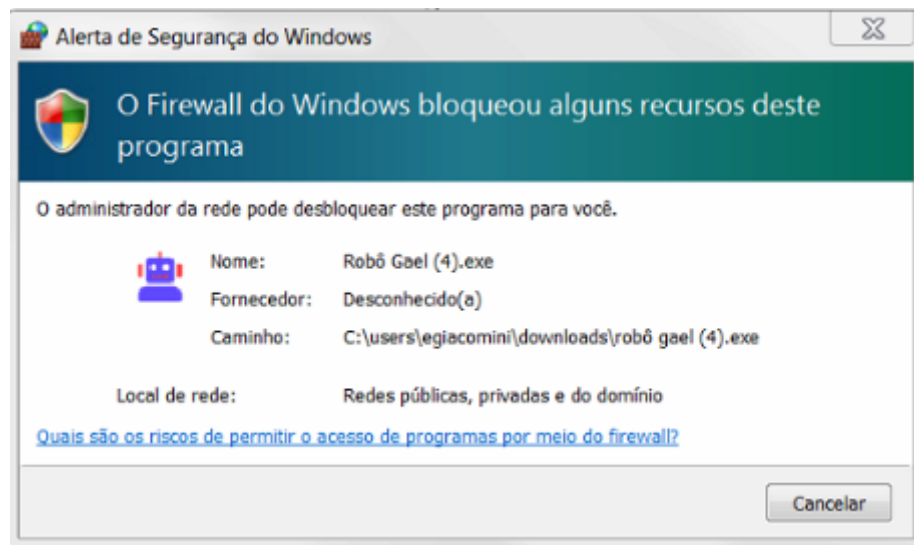 Alerta de Segurança do Windows
O Firewall do Windows bloqueou alguns recursos deste
programa
O administrador da rede pode desbloquear este programa para você.
Nome: Robô Gael (4).exe
Fornecedor: Desconhecido(a)
Caminho: C:\users\egiacomini\downloads\robô gael (4).exe
Local de rede: Redes públicas, privadas e do domínio
Quais são os riscos de permitir o acesso de programas por meio do firewall?
Cancelar